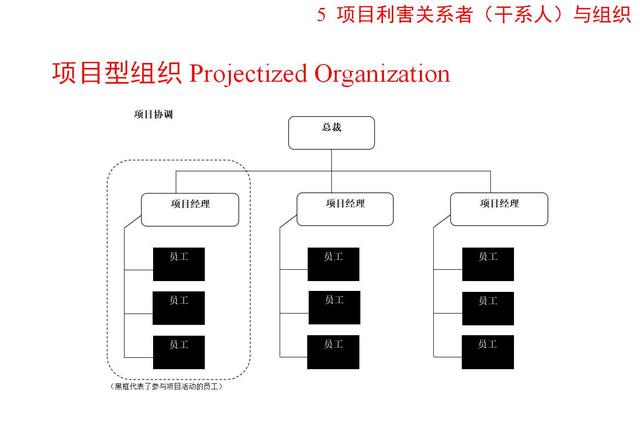 5 项目利害关系者（干系人）与组织
项目型组织 Projectized Organization
项目协调
总裁
项目经理 项目经理 项目经理
员工 员工 员工
员工 员工 员工
员工 员工 员工
（黑框代表了参与项目活动的员工）